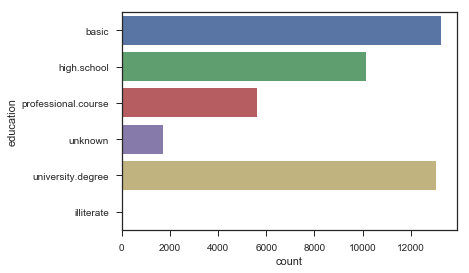 basic
high.school
professional.course
unknown
university.degree
illiterate
education
0 2000 4000 6000 8000 10000 12000
count